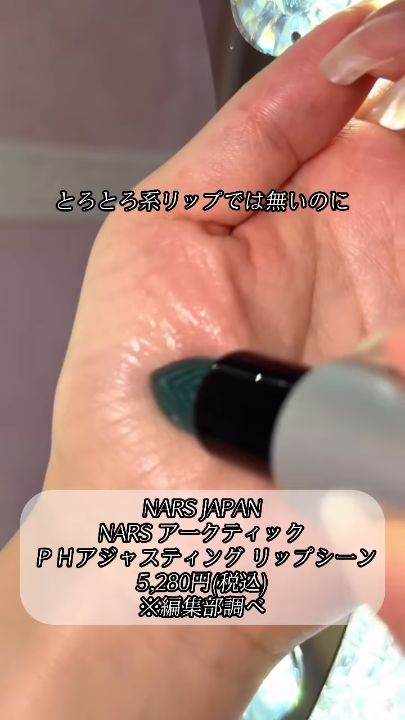 とろとろ系リップでは無いのに
NARS JAPAN
NARS アークティック
ＰＨアジャスティング リップシーン
5,280円(税込)
※編集部調べ